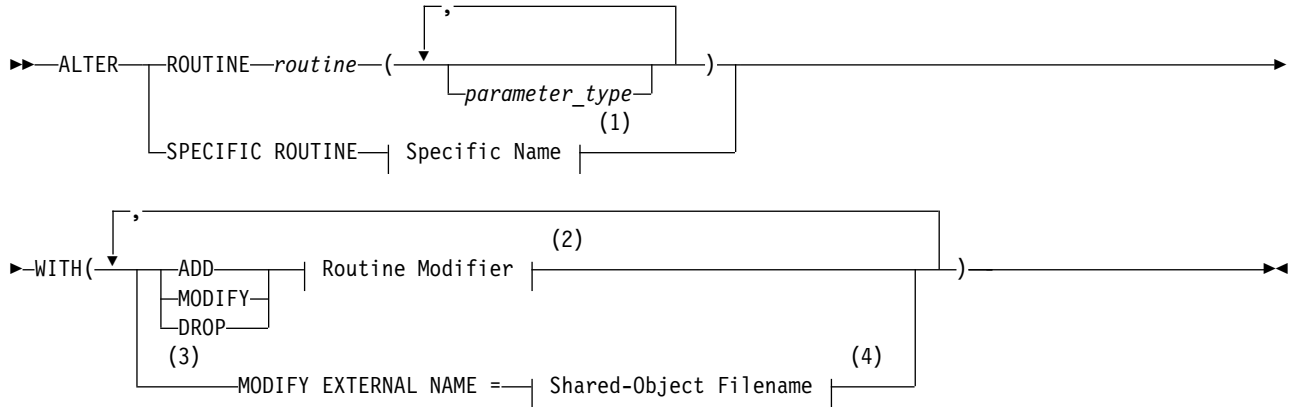 ,
ALTER ROUTINE routine ( )
parameter_type
(1)
SPECIFIC ROUTINE Specific Name
,
(2)
WITH( ADD Routine Modifier )
MODIFY
DROP
(3) (4)
MODIFY EXTERNAL NAME = Shared-Object Filename